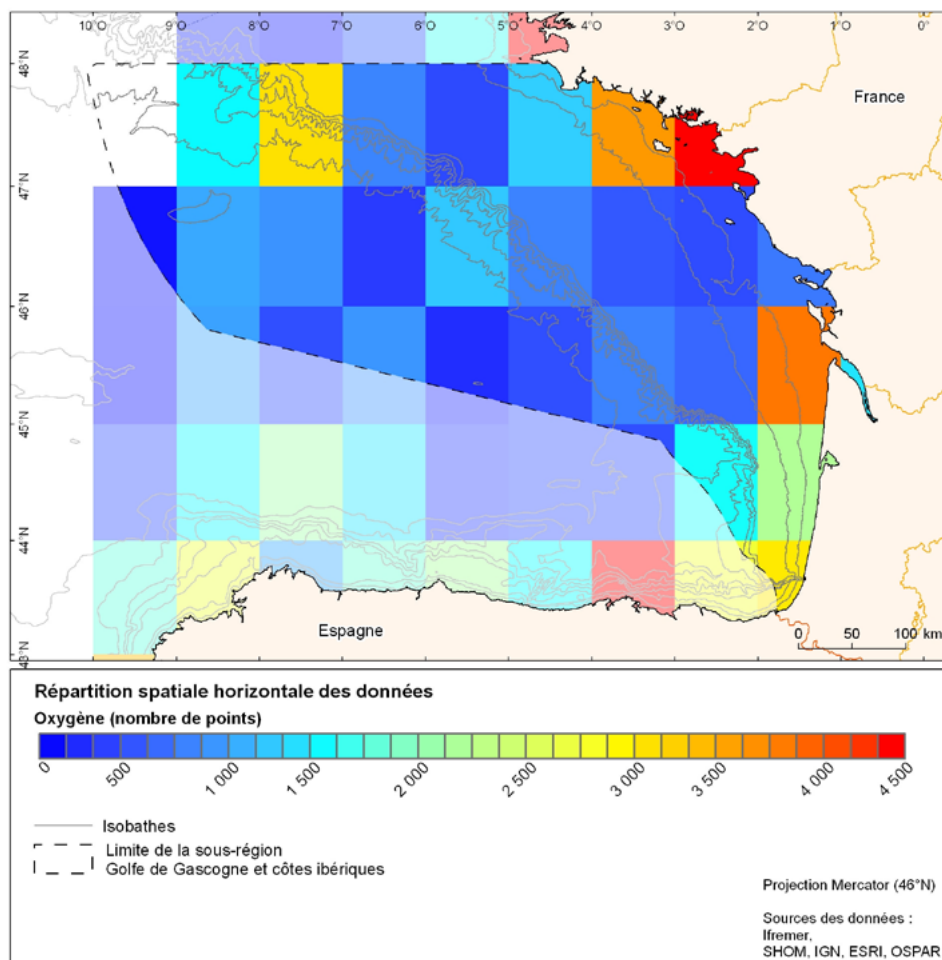 10°O 9°O 8°O 7°O 6°O 5°O 4°O 3°O 2°O 1°O 0°
48°N
France
47°N
46°N
45°N
44°N
Espagne
0 50 100 km
43°N
Répartition spatiale horizontale des données
Oxygène (nombre de points)
0 500 1 000 1 500 2 000 2 500 3 000 3 500 4 000 4 500
Isobathes
Limite de la sous-région
Golfe de Gascogne et côtes ibériques
Projection Mercator (46°N)
Sources des données :
Ifremer,
SHOM, IGN, ESRI, OSPAR